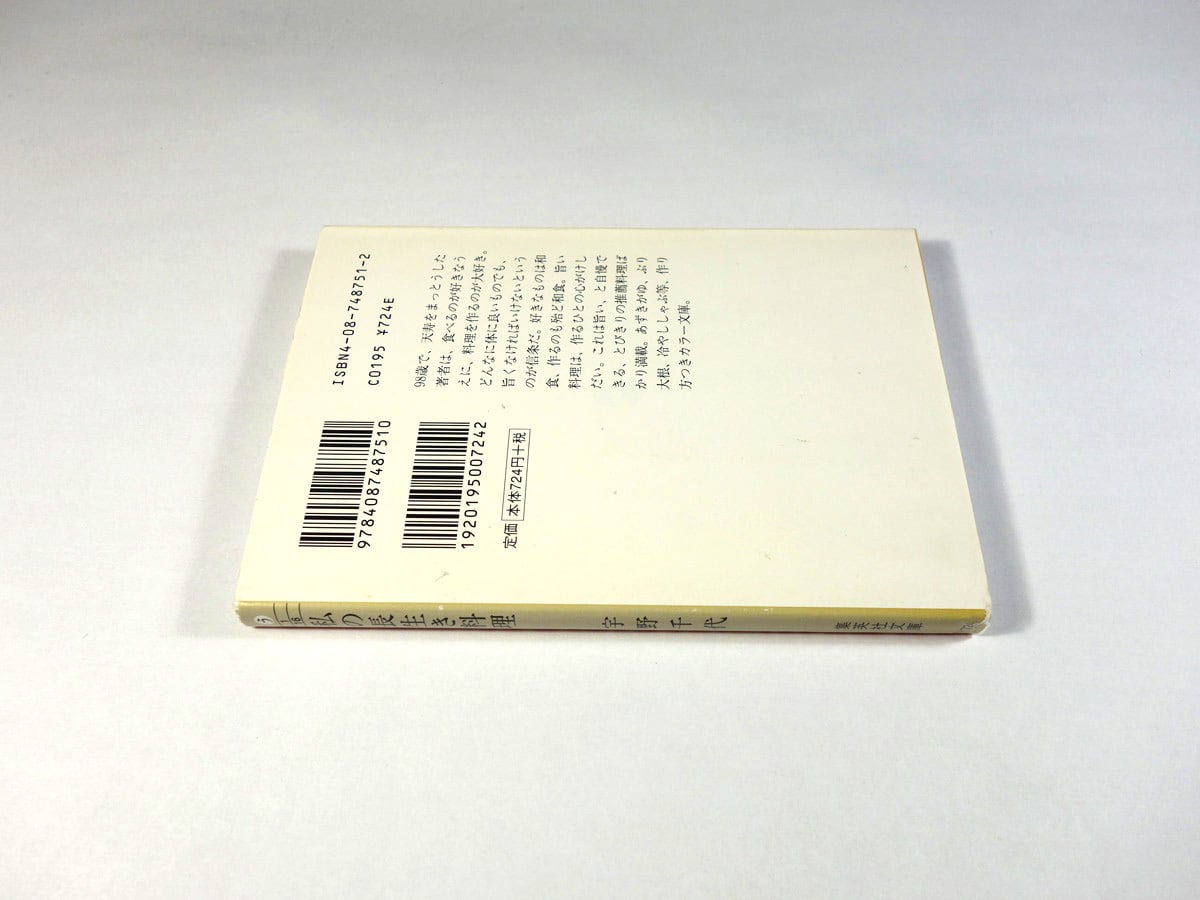 ISBN4-08-748751-2
C0195 ¥724E
98歳で、天寿をまっとうした
著者は、食べるのが好きなう
えに、料理を作るのが大好き。
どんなに体に良いものでも、
旨くなければいけないという
のが信条だ。好きなものは和
食、作るのも殆ど和食。旨い
料理は、作るひとの心がけし
だい。これは旨い、と自慢で
きる、とびきりの推薦料理ば
かり満載。あずきがゆ、ぶり
大根、冷やししゃぶ等、作り
方つきカラー文庫。
9784087487510
1920195007242
定価 本体724円+税
う
私の長生き料理
宇野千代
集英社文庫